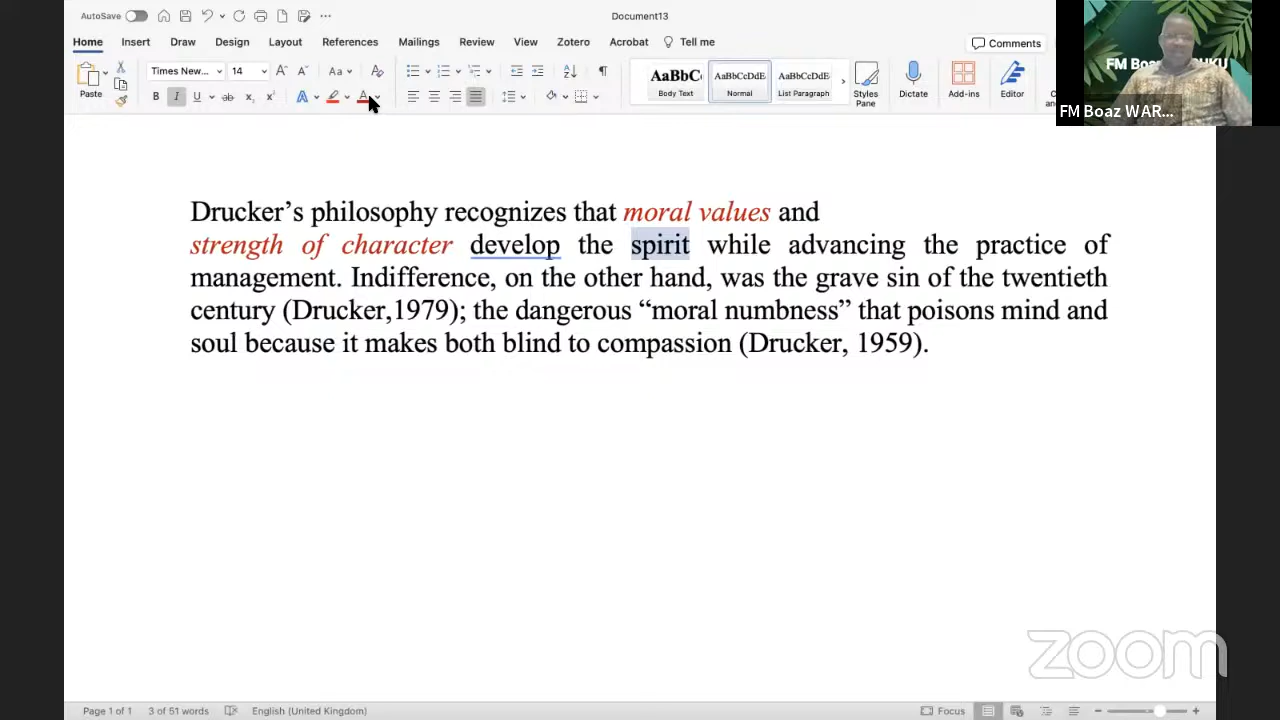 AutoSave
Document13
Home Insert Draw Design Layout References Mailings Review View Zotero Acrobat Tell me
Comments
Paste
Times New... 14
Aa
B I U ab x x A A
AaBbC AaBbCcDdE AaBbCcDdE
Body Text Normal List Paragraph
Styles Pane
Dictate
Add-ins
Editor
FM Boaz WAR...
Drucker’s philosophy recognizes that moral values and
strength of character develop the spirit while advancing the practice of
management. Indifference, on the other hand, was the grave sin of the twentieth
century (Drucker,1979); the dangerous “moral numbness” that poisons mind and
soul because it makes both blind to compassion (Drucker, 1959).
zoom
Page 1 of 1 3 of 51 words English (United Kingdom) Focus